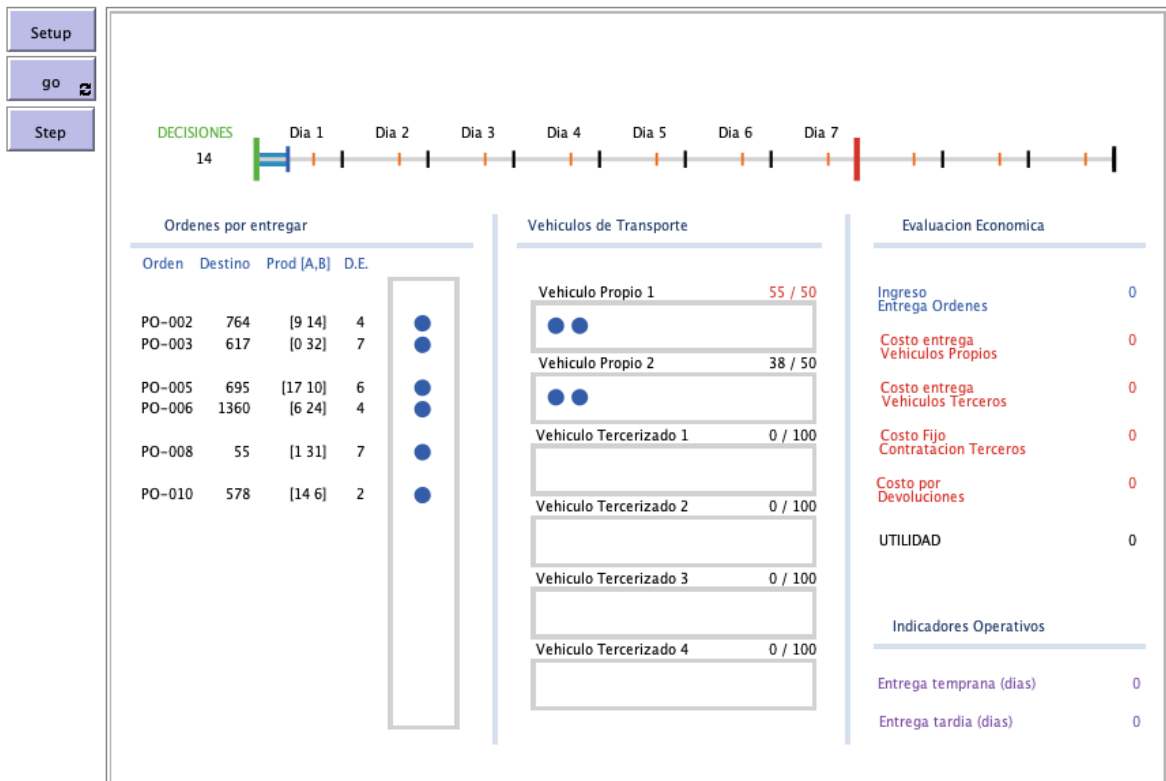 Setup
go
Step
DECISIONES
14
Dia 1 Dia 2 Dia 3 Dia 4 Dia 5 Dia 6 Dia 7
Ordenes por entregar
Orden Destino Prod [A,B] D.E.
PO-002 764 [9 14] 4
PO-003 617 [0 32] 7
PO-005 695 [17 10] 6
PO-006 1360 [6 24] 4
PO-008 55 [1 31] 7
PO-010 578 [14 6] 2
Vehiculos de Transporte
Vehiculo Propio 1 55 / 50
Vehiculo Propio 2 38 / 50
Vehiculo Tercerizado 1 0 / 100
Vehiculo Tercerizado 2 0 / 100
Vehiculo Tercerizado 3 0 / 100
Vehiculo Tercerizado 4 0 / 100
Evaluacion Economica
Ingreso 0
Entrega Ordenes
Costo entrega 0
Vehiculos Propios
Costo entrega 0
Vehiculos Terceros
Costo Fijo 0
Contratacion Terceros
Costo por 0
Devoluciones
UTILIDAD 0
Indicadores Operativos
Entrega temprana (dias) 0
Entrega tardia (dias) 0